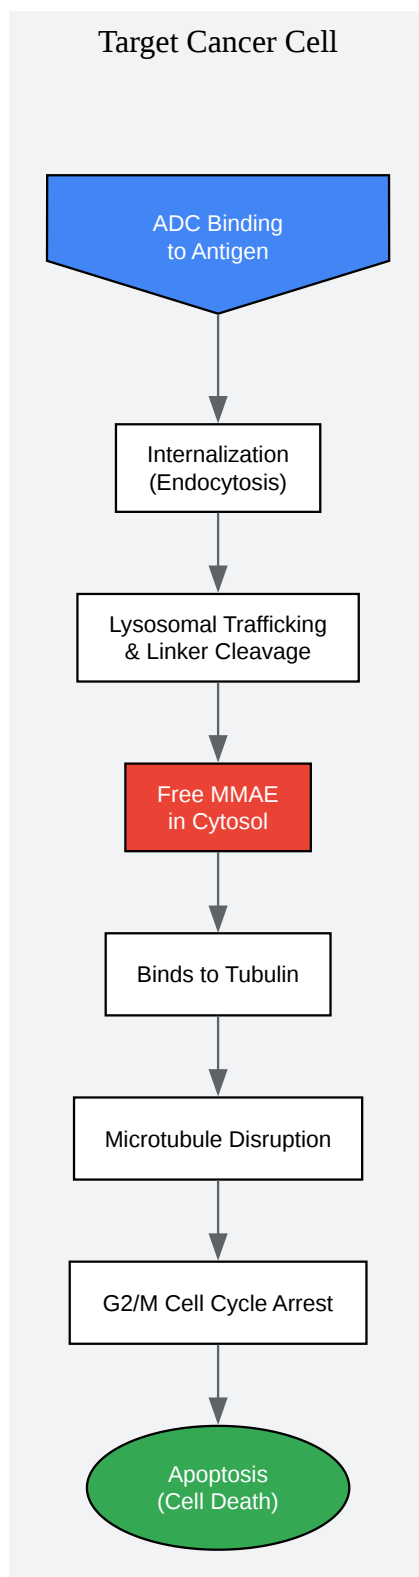 Target Cancer Cell
ADC Binding
to Antigen
Internalization
(Endocytosis)
Lysosomal Trafficking
& Linker Cleavage
Free MMAE
in Cytosol
Binds to Tubulin
Microtubule Disruption
G2/M Cell Cycle Arrest
Apoptosis
(Cell Death)